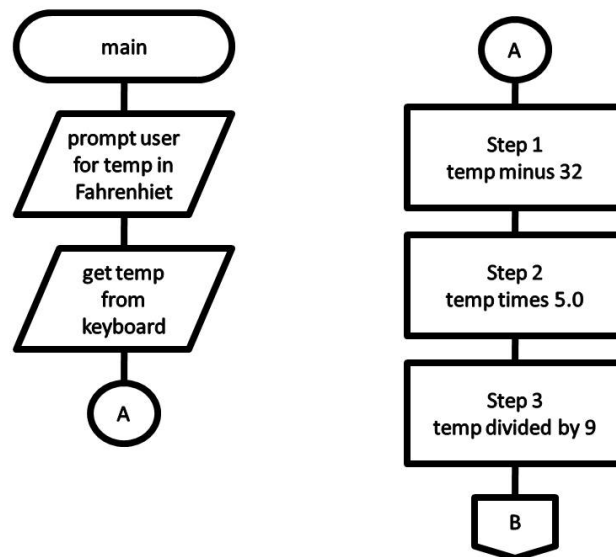 main
prompt user
for temp in
Fahrenhiet
get temp
from
keyboard
A
A
Step 1
temp minus 32
Step 2
temp times 5.0
Step 3
temp divided by 9
B